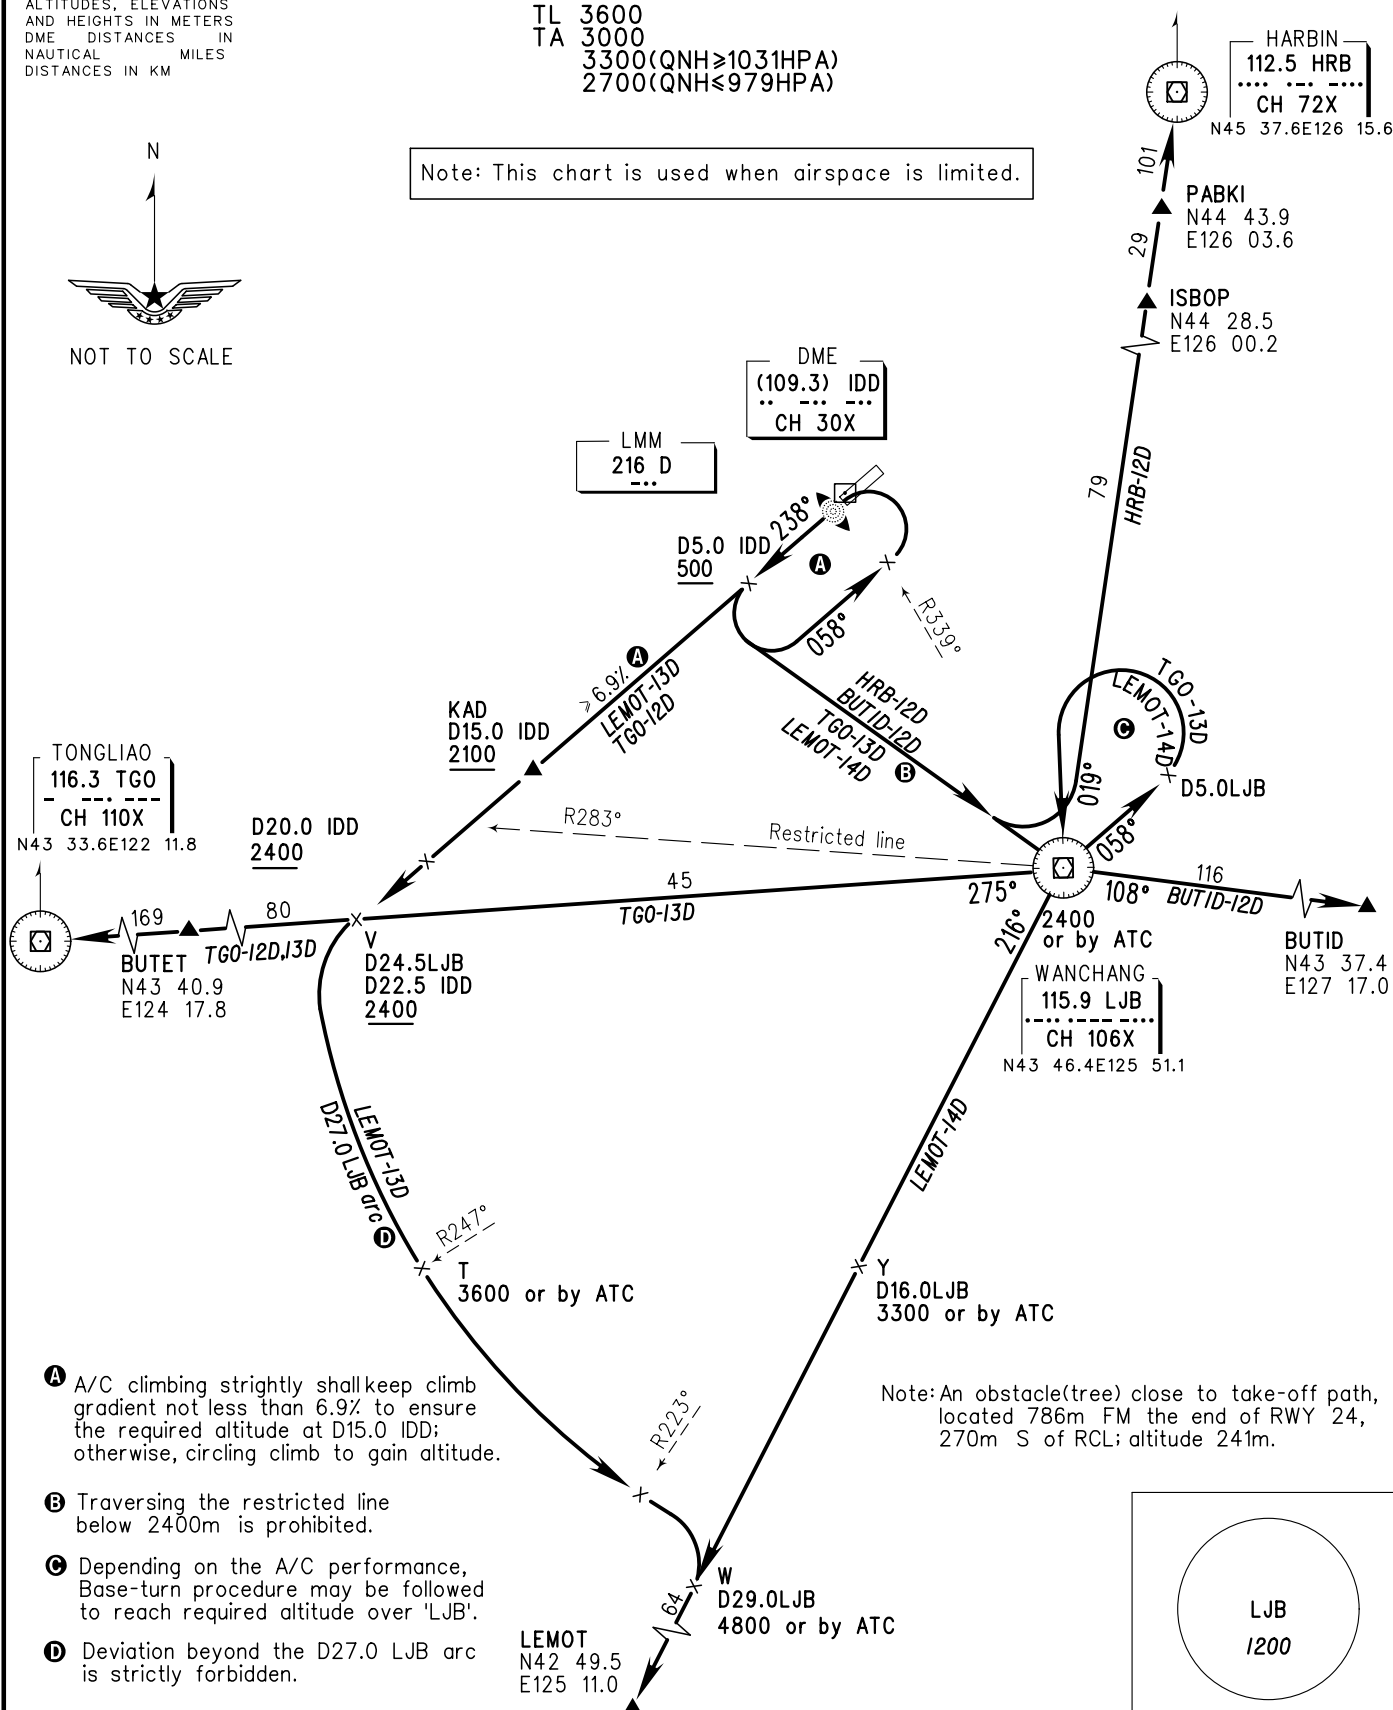 ALTITUDES, ELEVATIONS
AND HEIGHTS IN METERS
DME DISTANCES IN
NAUTICAL MILES
DISTANCES IN KM
TL 3600
TA 3000
3300(QNH≥1031HPA)
2700(QNH≤979HPA)
HARBIN
112.5 HRB
CH 72X
N45 37.6E126 15.6
N
Note: This chart is used when airspace is limited.
101
PABKI
N44 43.9
E126 03.6
29
ISBOP
N44 28.5
E126 00.2
NOT TO SCALE
DME
(109.3) IDD
CH 30X
LMM
216 D
79
HRB-12D
238°
D5.0 IDD
500
A
058°
R339°
≥6.9% A
LEMOT-13D
TGO-12D
HRB-12D
BUTID-12D
TGO-13D
LEMOT-14D
B
TGO-13D
LEMOT-14D
C
KAD
D15.0 IDD
2100
TONGLIAO
116.3 TGO
CH 110X
N43 33.6E122 11.8
D20.0 IDD
2400
R283°
Restricted line
019°
D5.0LJB
058°
169
80
45
TGO-13D
275°
216°
108°
116
BUTID-12D
2400
or by ATC
TGO-12D,13D
BUTET
N43 40.9
E124 17.8
V
D24.5LJB
D22.5 IDD
2400
BUTID
N43 37.4
E127 17.0
WANCHANG
115.9 LJB
CH 106X
N43 46.4E125 51.1
LEMOT-13D
D27.0LJB arc D
LEMOT-14D
R247°
T
3600 or by ATC
Y
D16.0LJB
3300 or by ATC
A A/C climbing strightly shall keep climb
gradient not less than 6.9% to ensure
the required altitude at D15.0 IDD;
otherwise, circling climb to gain altitude.
R223°
Note: An obstacle(tree) close to take-off path,
located 786m FM the end of RWY 24,
270m S of RCL; altitude 241m.
B Traversing the restricted line
below 2400m is prohibited.
C Depending on the A/C performance,
Base-turn procedure may be followed
to reach required altitude over 'LJB'.
D Deviation beyond the D27.0 LJB arc
is strictly forbidden.
W
D29.0LJB
4800 or by ATC
64
LEMOT
N42 49.5
E125 11.0
LJB
1200